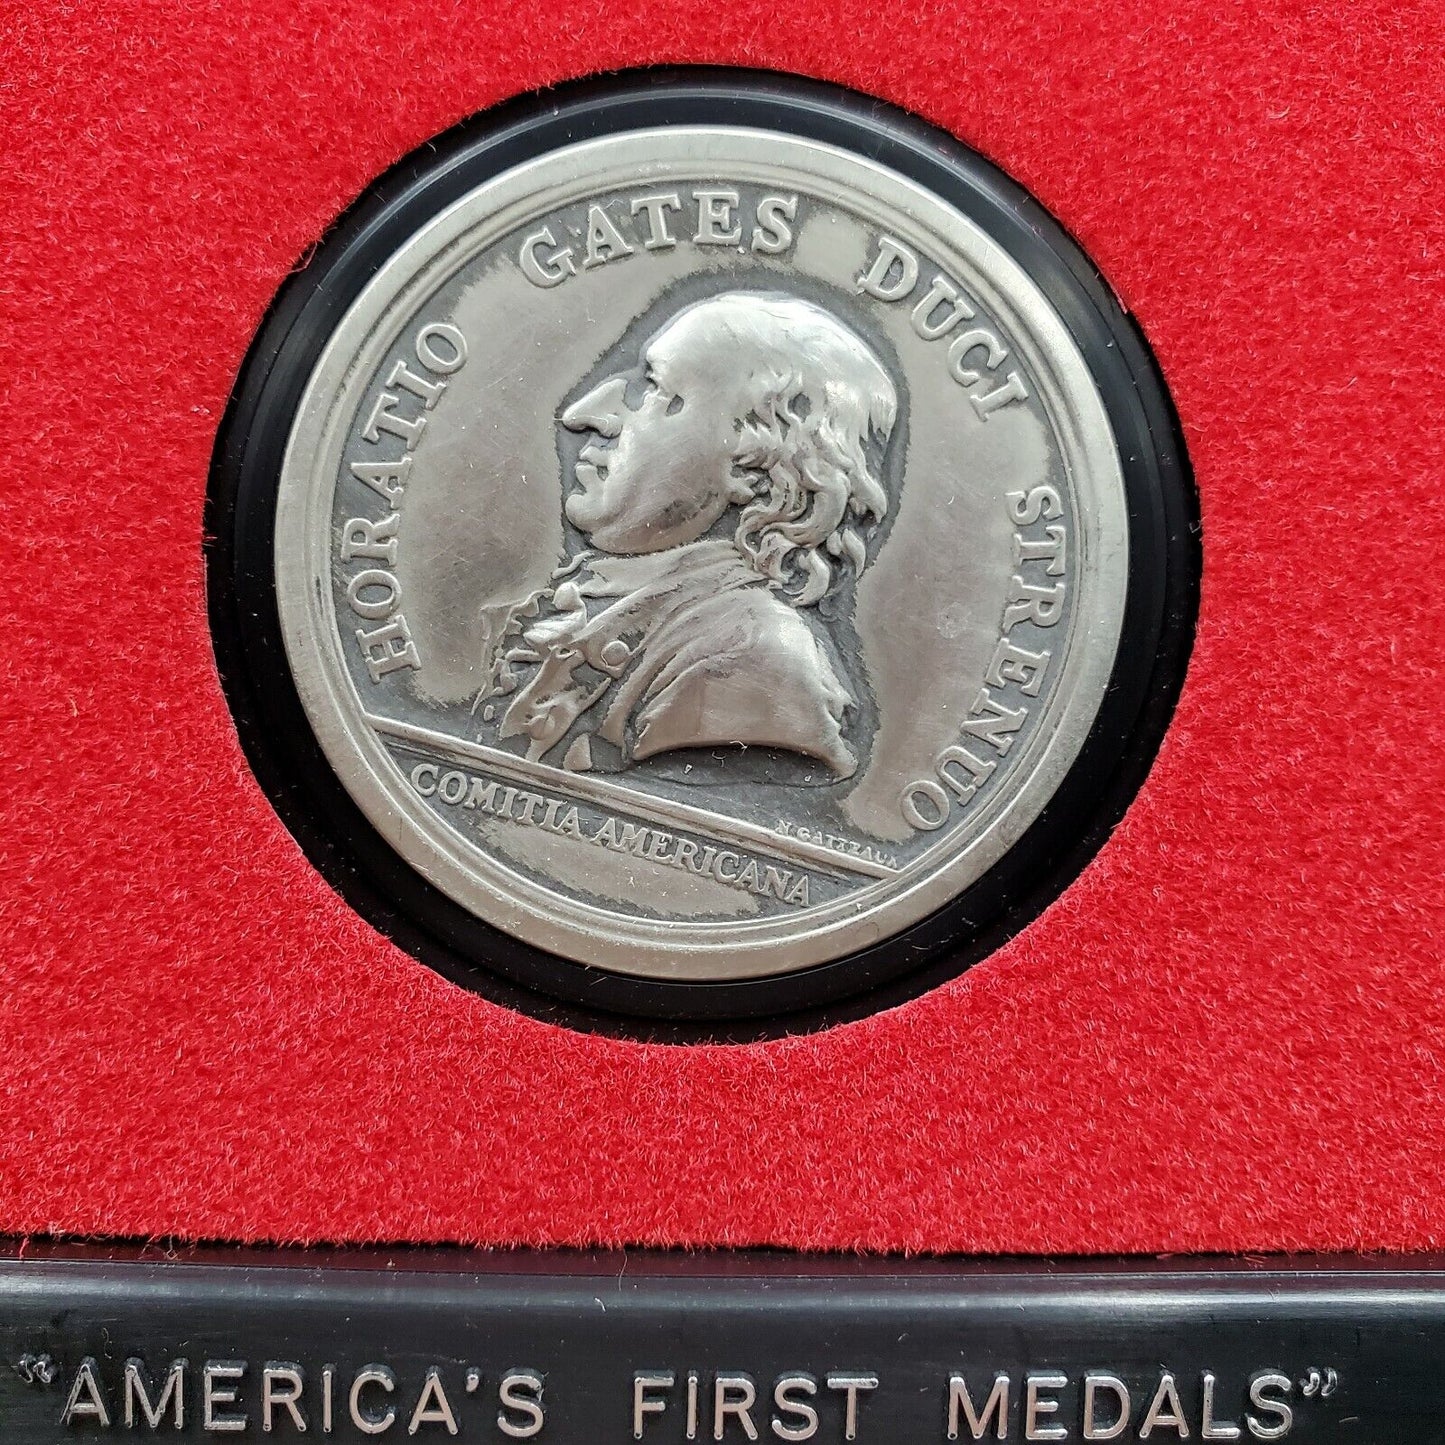 HORATIO GATES DUCI STRENUO
N. GATTEAUX
COMITIA AMERICANA
"AMERICA'S FIRST MEDALS"